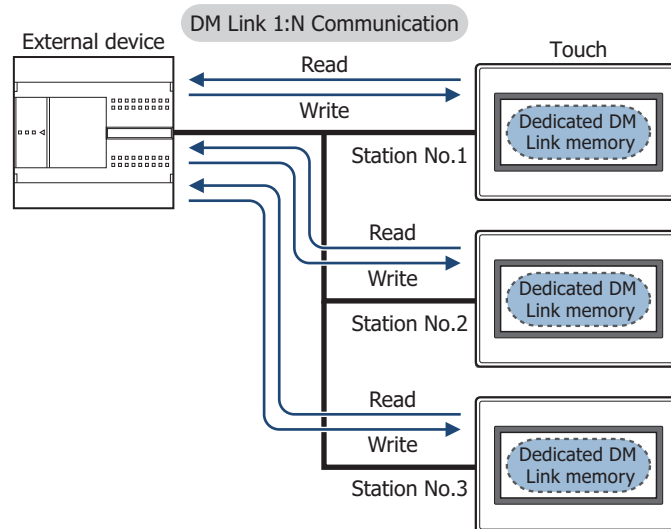 DM Link 1:N Communication
External device
Touch
Read
Write
Dedicated DM
Link memory
Station No.1
Read
Write
Dedicated DM
Link memory
Station No.2
Read
Write
Dedicated DM
Link memory
Station No.3